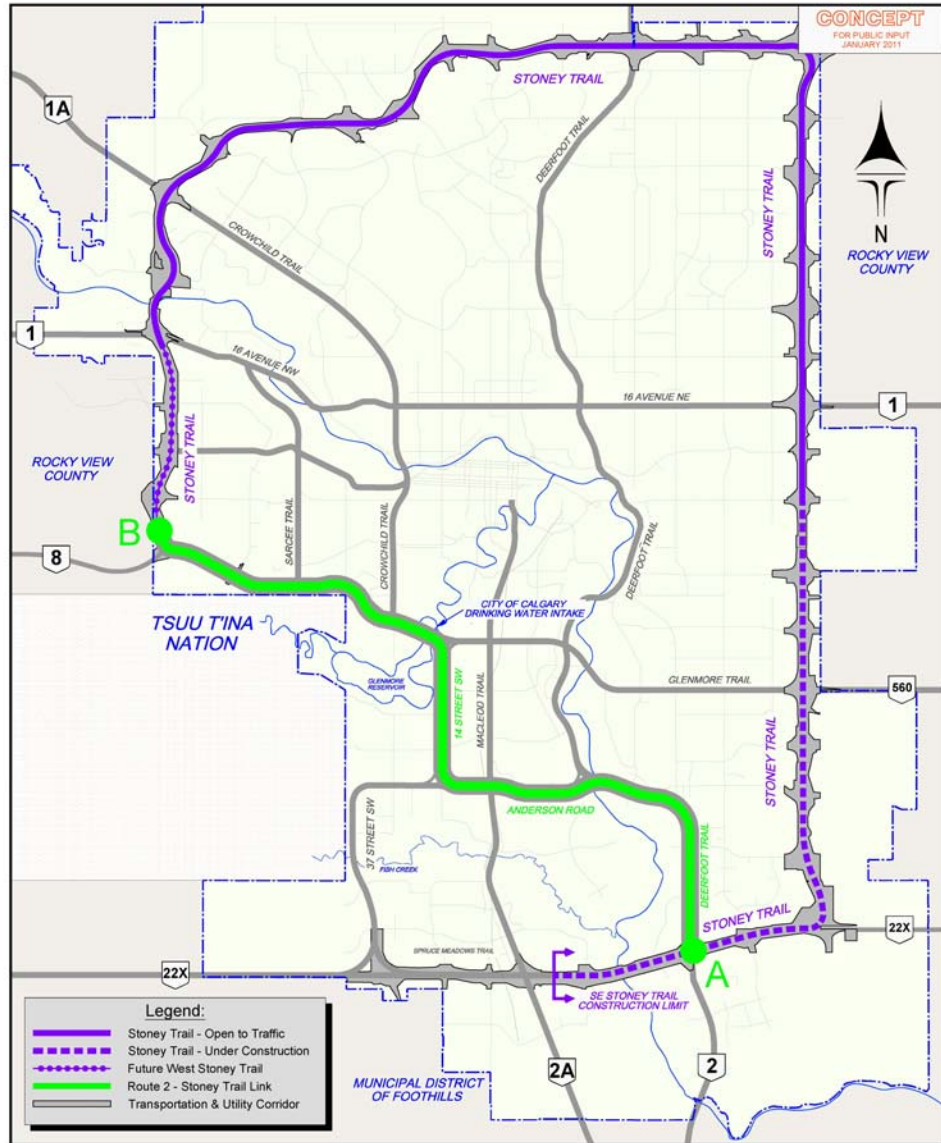 CONCEPT
FOR PUBLIC INPUT
JANUARY 2011
STONEY TRAIL
1A
DEERFOOT TRAIL
STONEY TRAIL
N
CROWCHILD TRAIL
ROCKY VIEW
COUNTY
1
16 AVENUE NW
16 AVENUE NE
1
STONEY TRAIL
ROCKY VIEW
COUNTY
SARCEE TRAIL
CROWCHILD TRAIL
DEERFOOT TRAIL
B
8
CITY OF CALGARY
DRINKING WATER INTAKE
TSUU T'INA
NATION
GLENMORE
RESERVOIR
14 STREET SW
MACLEOD TRAIL
GLENMORE TRAIL
560
STONEY TRAIL
ANDERSON ROAD
37 STREET SW
FISH CREEK
DEERFOOT TRAIL
STONEY TRAIL
22X
SPRUCE MEADOWS TRAIL
A
22X
SE STONEY TRAIL
CONSTRUCTION LIMIT
Legend:
Stoney Trail - Open to Traffic
Stoney Trail - Under Construction
Future West Stoney Trail
Route 2 - Stoney Trail Link
Transportation & Utility Corridor
MUNICIPAL DISTRICT
OF FOOTHILLS
2A
2